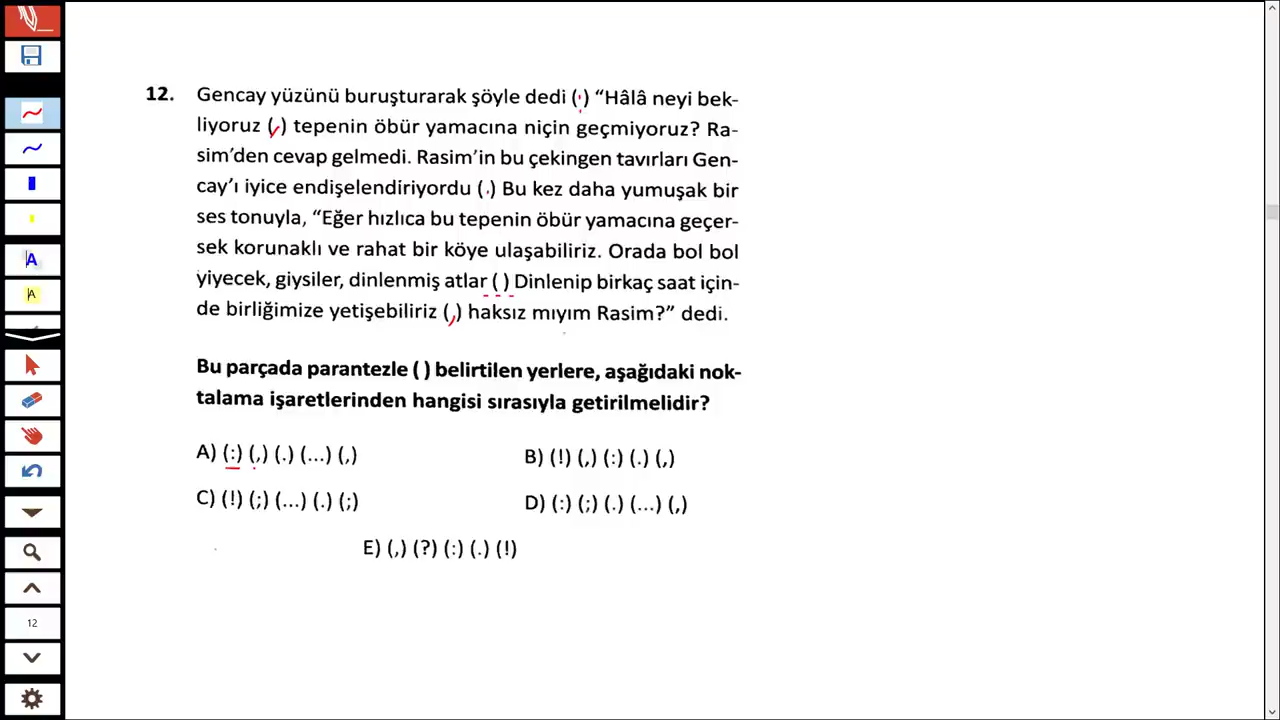 12. Gencay yüzünü buruşturarak şöyle dedi (:) “Hâlâ neyi bek-
liyoruz (,) tepenin öbür yamacına niçin geçmiyoruz? Ra-
sim’den cevap gelmedi. Rasim’in bu çekingen tavırları Gen-
cay’ı iyice endişelendiriyordu (.) Bu kez daha yumuşak bir
ses tonuyla, “Eğer hızlıca bu tepenin öbür yamacına geçer-
sek korunaklı ve rahat bir köye ulaşabiliriz. Orada bol bol
yiyecek, giysiler, dinlenmiş atlar ( ) Dinlenip birkaç saat için-
de birliğimize yetişebiliriz (,) haksız mıyım Rasim?” dedi.
Bu parçada parantezle ( ) belirtilen yerlere, aşağıdaki nok-
talama işaretlerinden hangisi sırasıyla getirilmelidir?
A) (:) (,) (.) (...) (,)
B) (!) (,) (:) (.) (,)
C) (!) (;) (...) (.) (;)
D) (:) (;) (.) (...) (,)
E) (,) (?) (:) (.) (!)
A
A
12